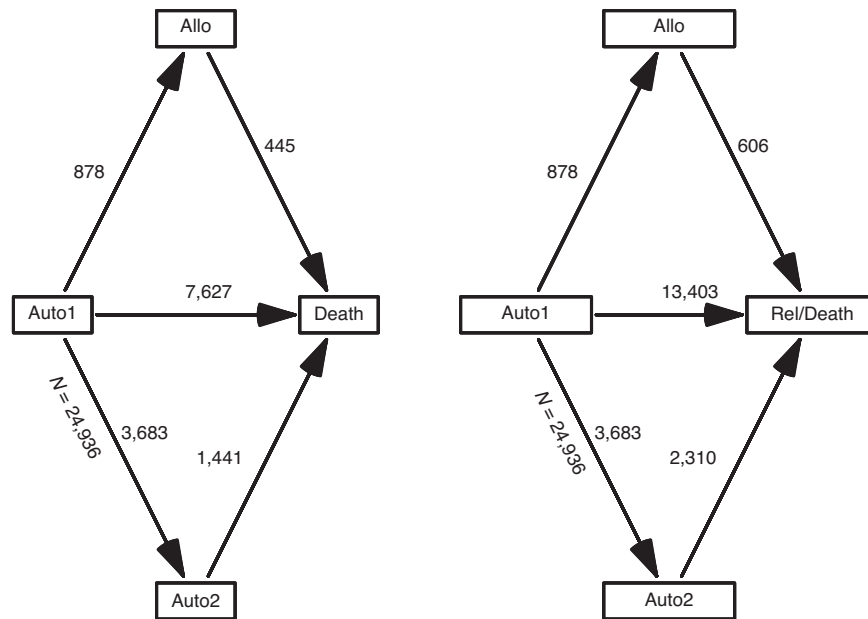 Allo
878
445
7,627
Auto1
Death
N = 24,936
3,683
1,441
Auto2
Allo
878
606
13,403
Auto1
Rel/Death
N = 24,936
3,683
2,310
Auto2